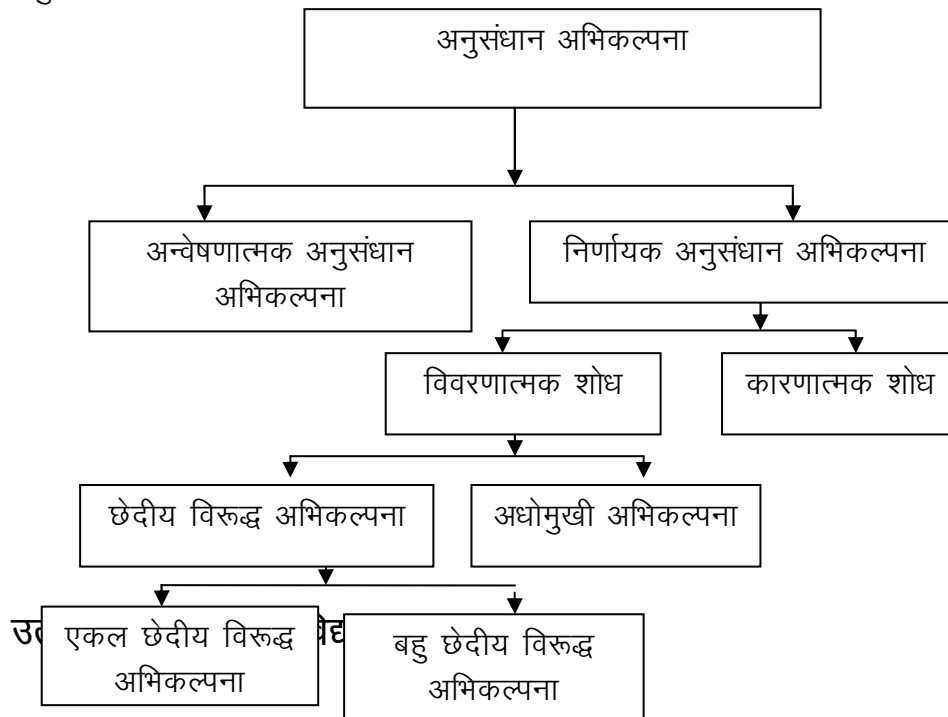 अनुसंधान अभिकल्पना
अन्वेषणात्मक अनुसंधान
अभिकल्पना
निर्णायक अनुसंधान अभिकल्पना
विवरणात्मक शोध
कारणात्मक शोध
छेदीय विरूद्ध अभिकल्पना
अधोमुखी अभिकल्पना
एकल छेदीय विरूद्ध
अभिकल्पना
बहु छेदीय विरूद्ध
अभिकल्पना